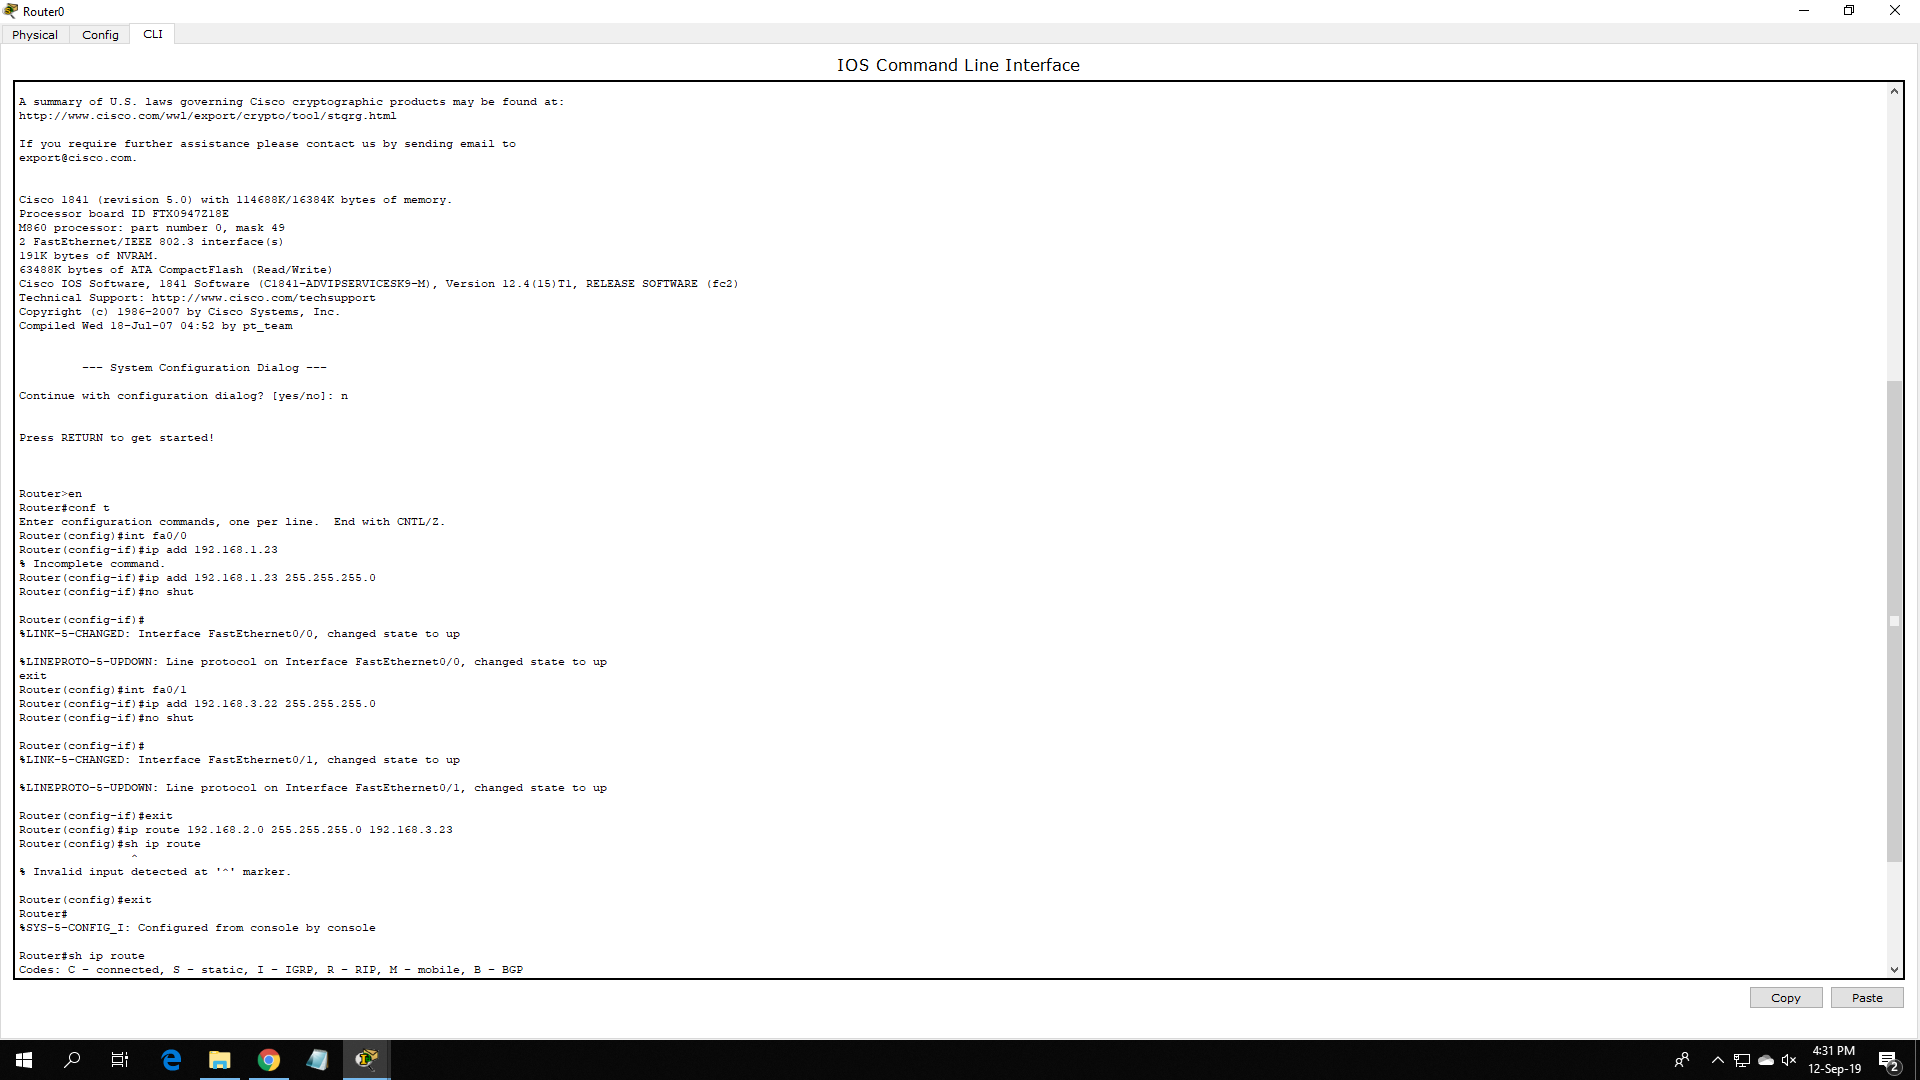 Router0
Physical Config CLI
IOS Command Line Interface
A summary of U.S. laws governing Cisco cryptographic products may be found at:
http://www.cisco.com/wwl/export/crypto/tool/stqrg.html
If you require further assistance please contact us by sending email to
export@cisco.com.
Cisco 1841 (revision 5.0) with 114688K/16384K bytes of memory.
Processor board ID FTX0947Z18E
M860 processor: part number 0, mask 49
2 FastEthernet/IEEE 802.3 interface(s)
191K bytes of NVRAM.
63488K bytes of ATA CompactFlash (Read/Write)
Cisco IOS Software, 1841 Software (C1841-ADVIPSERVICESK9-M), Version 12.4(15)T1, RELEASE SOFTWARE (fc2)
Technical Support: http://www.cisco.com/techsupport
Copyright (c) 1986-2007 by Cisco Systems, Inc.
Compiled Wed 18-Jul-07 04:52 by pt_team
--- System Configuration Dialog ---
Continue with configuration dialog? [yes/no]: n
Press RETURN to get started!
Router>en
Router#conf t
Enter configuration commands, one per line.  End with CNTL/Z.
Router(config)#int fa0/0
Router(config-if)#ip add 192.168.1.23
% Incomplete command.
Router(config-if)#ip add 192.168.1.23 255.255.255.0
Router(config-if)#no shut
Router(config-if)#
%LINK-5-CHANGED: Interface FastEthernet0/0, changed state to up
%LINEPROTO-5-UPDOWN: Line protocol on Interface FastEthernet0/0, changed state to up
exit
Router(config)#int fa0/1
Router(config-if)#ip add 192.168.3.22 255.255.255.0
Router(config-if)#no shut
Router(config-if)#
%LINK-5-CHANGED: Interface FastEthernet0/1, changed state to up
%LINEPROTO-5-UPDOWN: Line protocol on Interface FastEthernet0/1, changed state to up
Router(config-if)#exit
Router(config)#ip route 192.168.2.0 255.255.255.0 192.168.3.23
Router(config)#sh ip route
^
% Invalid input detected at '^' marker.
Router(config)#exit
Router#
%SYS-5-CONFIG_I: Configured from console by console
Router#sh ip route
Codes: C - connected, S - static, I - IGRP, R - RIP, M - mobile, B - BGP
Copy Paste
4:31 PM
12-Sep-19
2